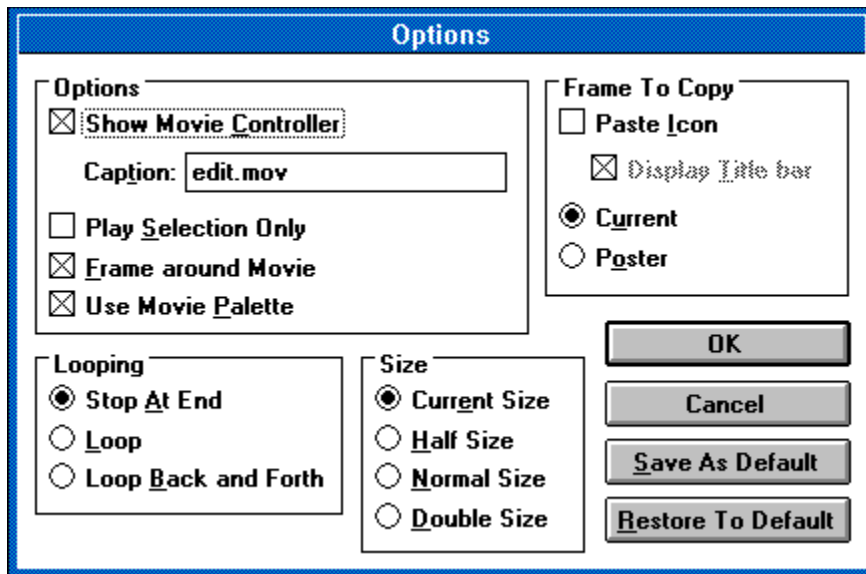 Options
Options
Show Movie Controller
Caption: edit.mov
Play Selection Only
Frame around Movie
Use Movie Palette
Frame To Copy
Paste Icon
Display Title bar
Current
Poster
Looping
Stop At End
Loop
Loop Back and Forth
Size
Current Size
Half Size
Normal Size
Double Size
OK
Cancel
Save As Default
Restore To Default